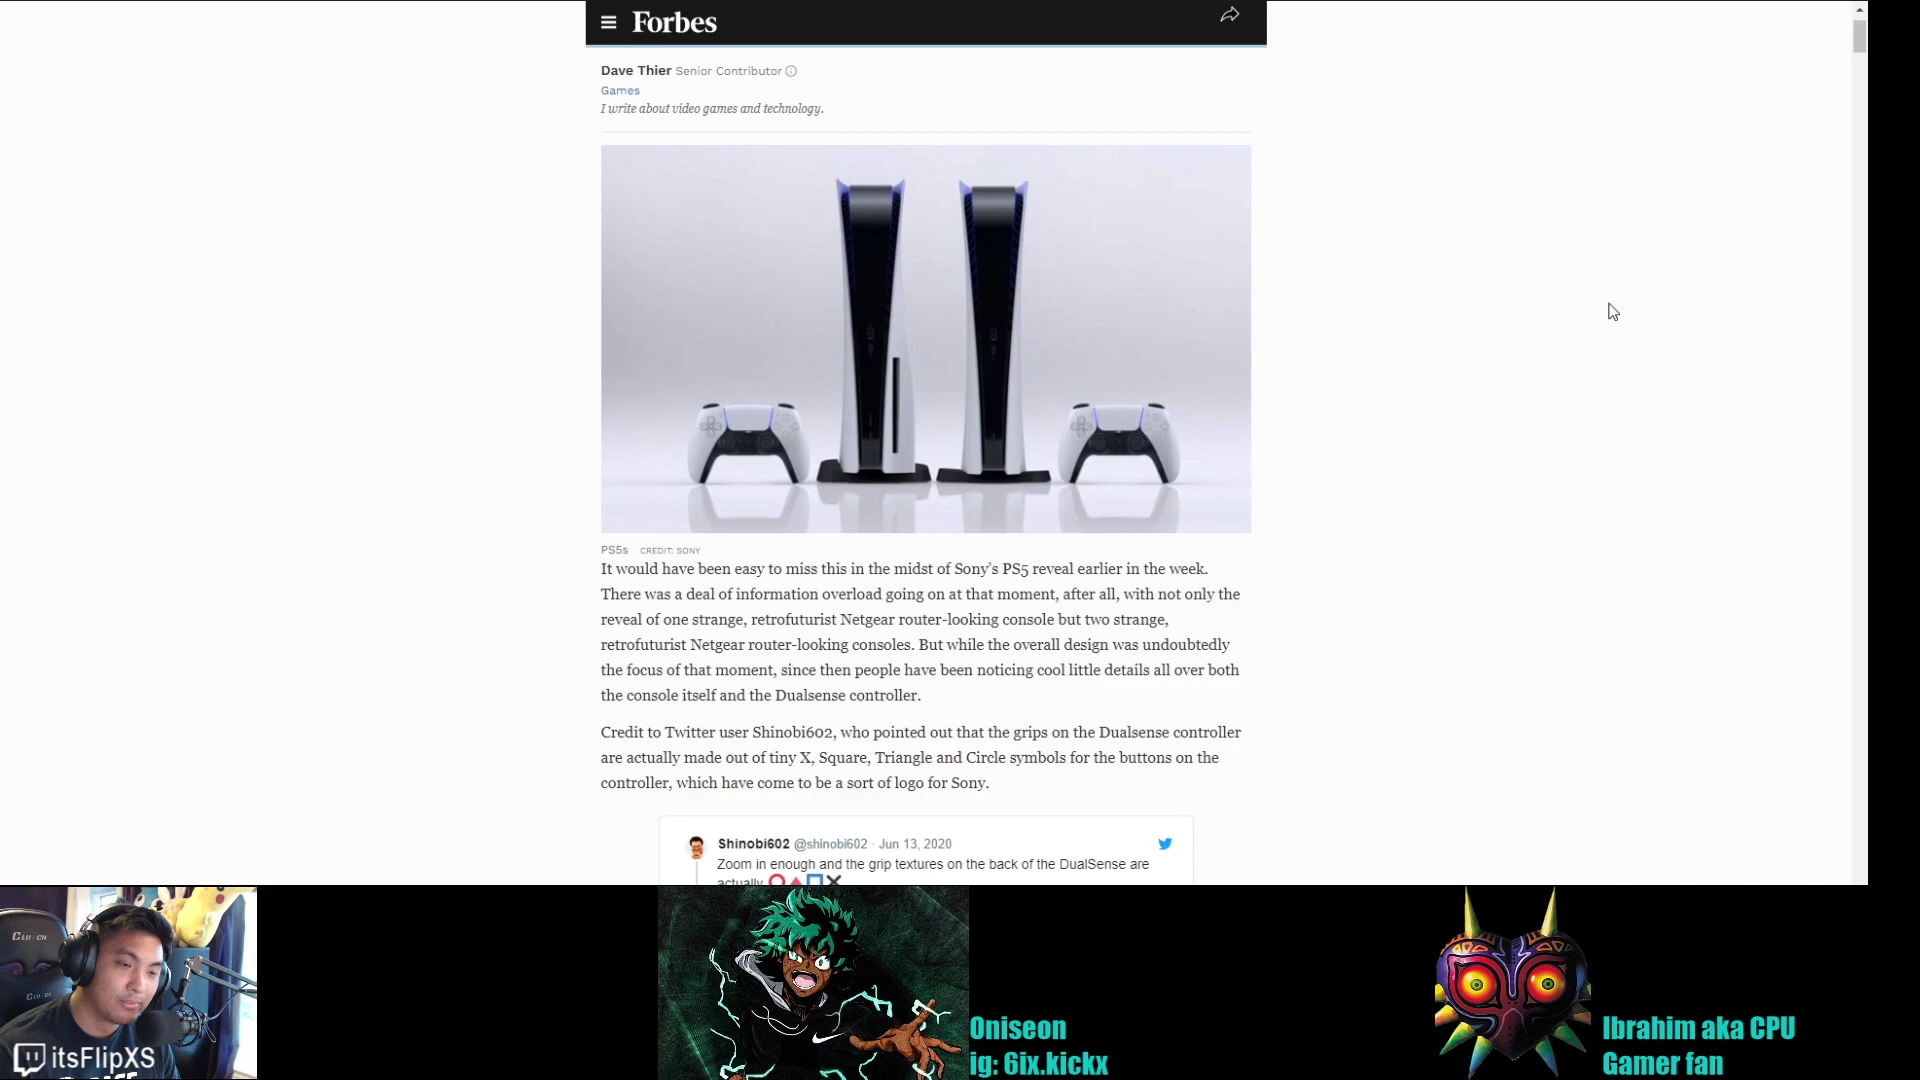 Forbes
Dave Thier Senior Contributor
Games
I write about video games and technology.
PS5s CREDIT: SONY
It would have been easy to miss this in the midst of Sony's PS5 reveal earlier in the week.
There was a deal of information overload going on at that moment, after all, with not only the
reveal of one strange, retrofuturist Netgear router-looking console but two strange,
retrofuturist Netgear router-looking consoles. But while the overall design was undoubtedly
the focus of that moment, since then people have been noticing cool little details all over both
the console itself and the Dualsense controller.
Credit to Twitter user Shinobi602, who pointed out that the grips on the Dualsense controller
are actually made out of tiny X, Square, Triangle and Circle symbols for the buttons on the
controller, which have come to be a sort of logo for Sony.
Shinobi602 @shinobi602 · Jun 13, 2020
Zoom in enough and the grip textures on the back of the DualSense are
actually
CLUTCH
CLUTCH
itsFlipXS
Oniseon
ig: 6ix.kickx
Ibrahim aka CPU
Gamer fan